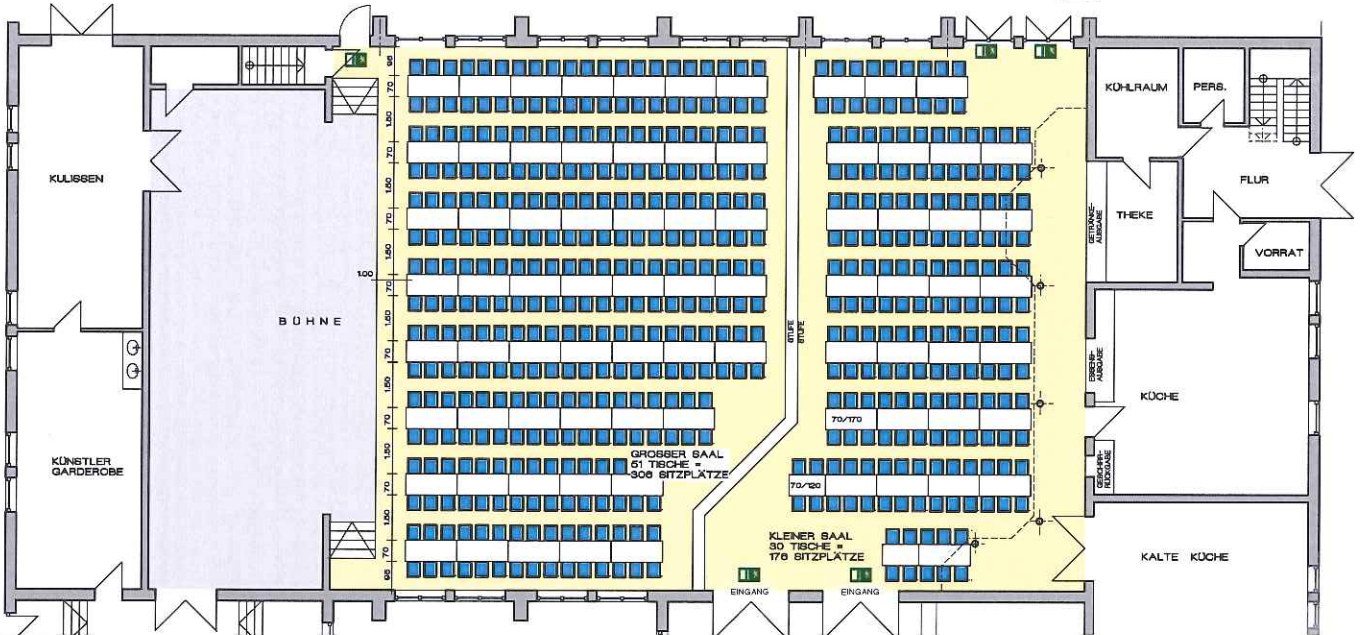 KULISSEN
KÜNSTLER
GARDEROBE
BÜHNE
95
70
1.50
70
1.50
70
1.50
1.00
70
1.50
70
1.50
70
1.50
70
1.50
70
95
GROSSER SAAL
51 TISCHE =
306 SITZPLÄTZE
STUFE
STUFE
70/170
70/120
KLEINER SAAL
30 TISCHE =
176 SITZPLÄTZE
EINGANG
EINGANG
KÜHLRAUM
PERS.
FLUR
THEKE
GETRÄNKE-
AUSGABE
VORRAT
ESSENS-
AUSGABE
KÜCHE
GESCHIRR-
RÜCKGABE
KALTE KÜCHE